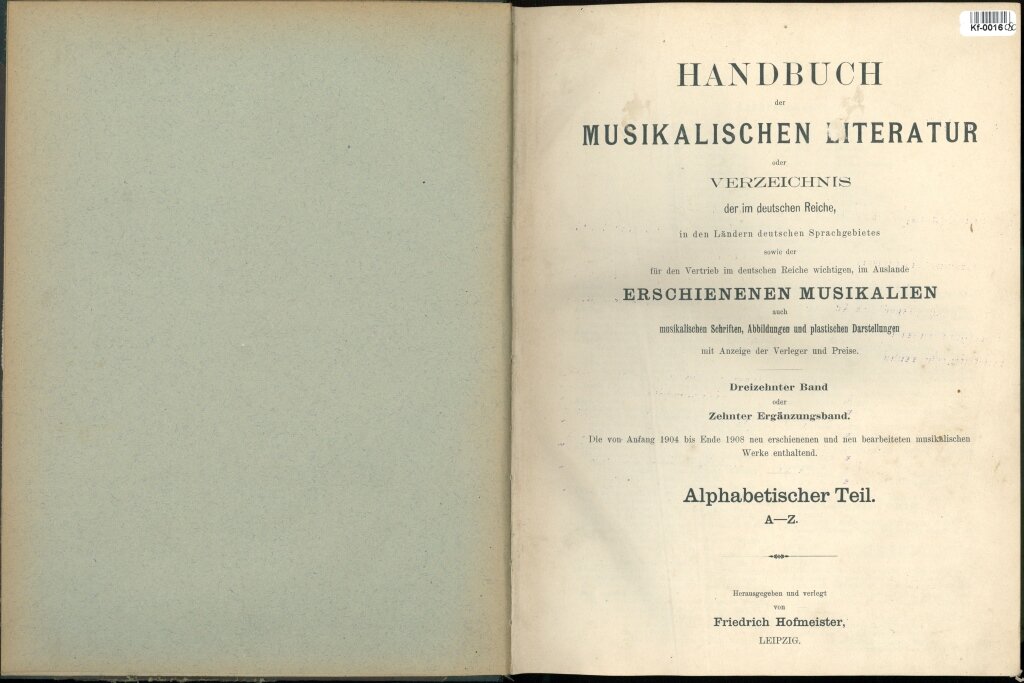 Kf-0016
HANDBUCH
der
MUSIKALISCHEN LITERATUR
oder
VERZEICHNIS
der im deutschen Reiche,
in den Ländern deutschen Sprachgebietes
sowie der
für den Vertrieb im deutschen Reiche wichtigen, im Auslande
ERSCHIENENEN MUSIKALIEN
auch
musikalischen Schriften, Abbildungen und plastischen Darstellungen
mit Anzeige der Verleger und Preise.
Dreizehnter Band
oder
Zehnter Ergänzungsband.
Die von Anfang 1904 bis Ende 1908 neu erschienenen und neu bearbeiteten musikalischen
Werke enthaltend.
Alphabetischer Teil.
A—Z.
Herausgegeben und verlegt
von
Friedrich Hofmeister,
LEIPZIG.